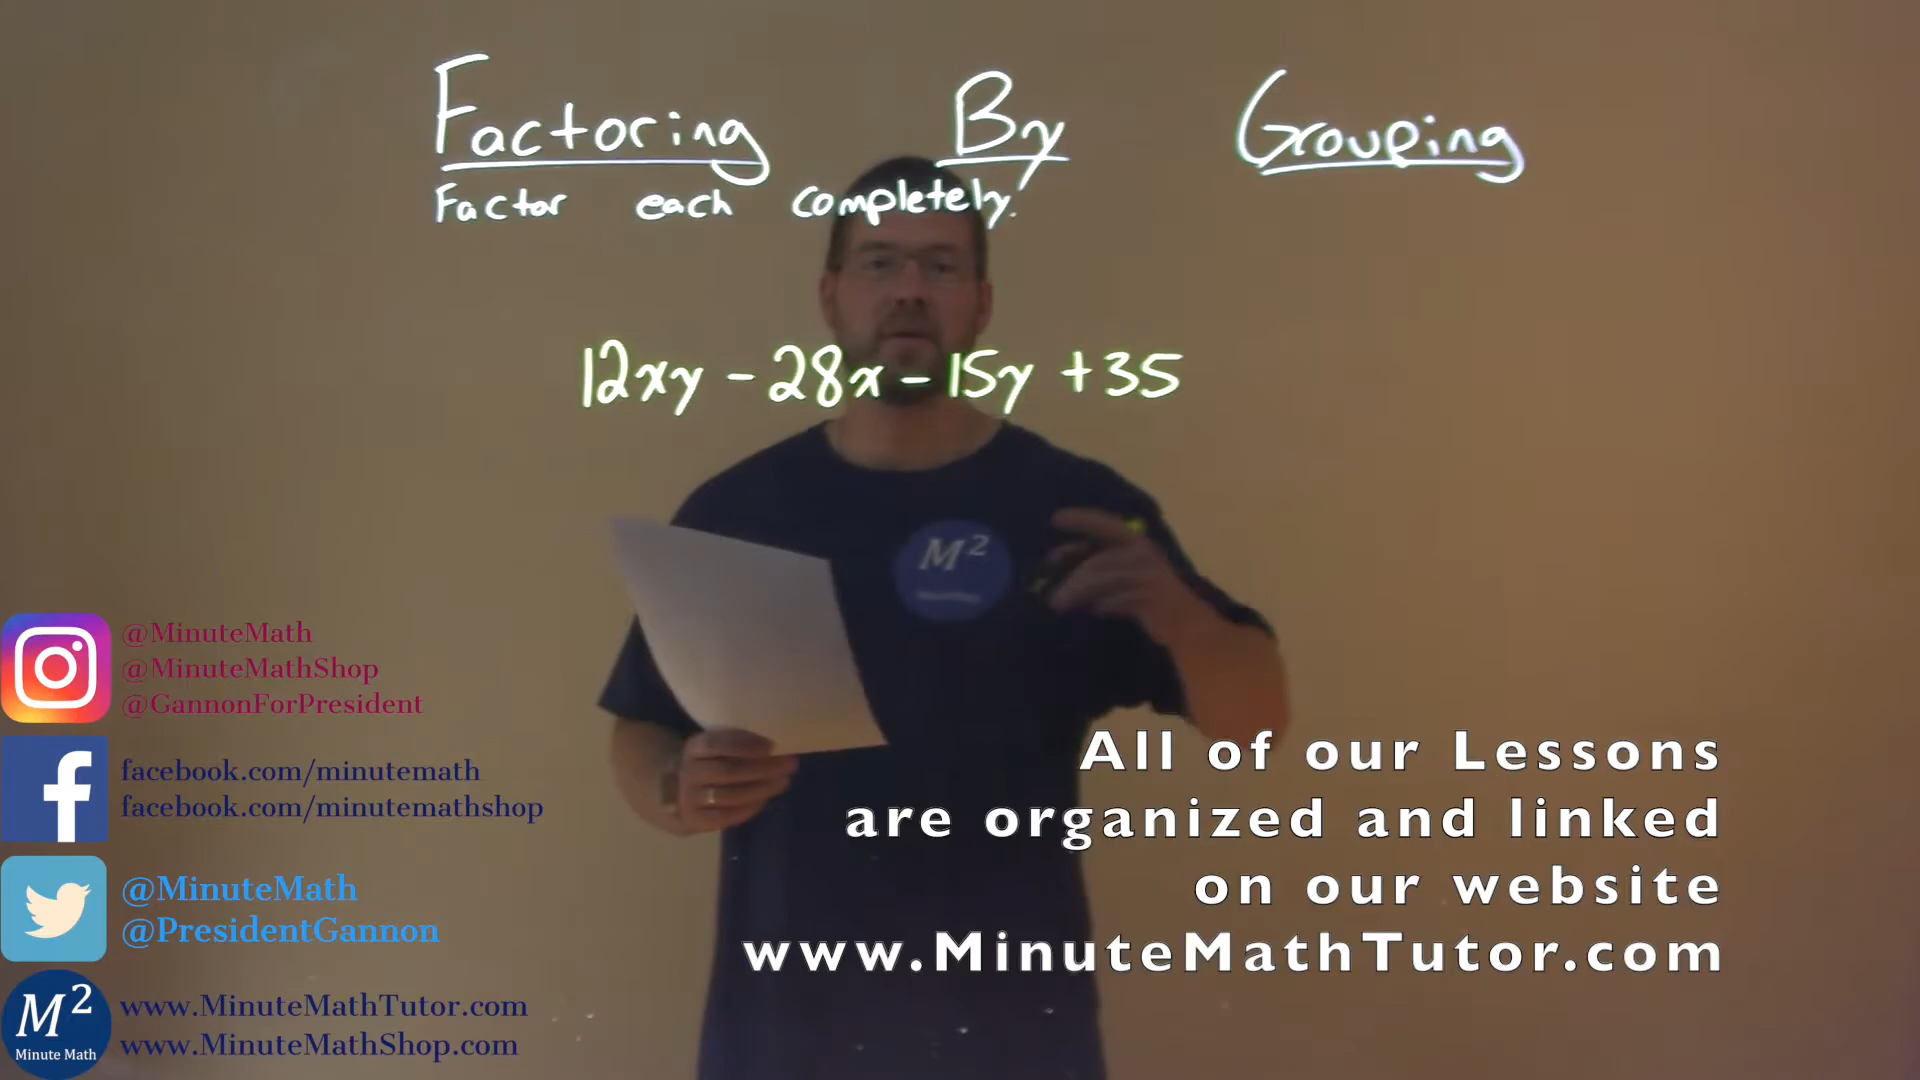 Factoring By Grouping
Factor each completely.
12xy - 28x - 15y + 35
M²
@MinuteMath
@MinuteMathShop
@GannonForPresident
facebook.com/minutemath
facebook.com/minutemathshop
@MinuteMath
@PresidentGannon
M²
Minute Math
www.MinuteMathTutor.com
www.MinuteMathShop.com
All of our Lessons
are organized and linked
on our website
www.MinuteMathTutor.com